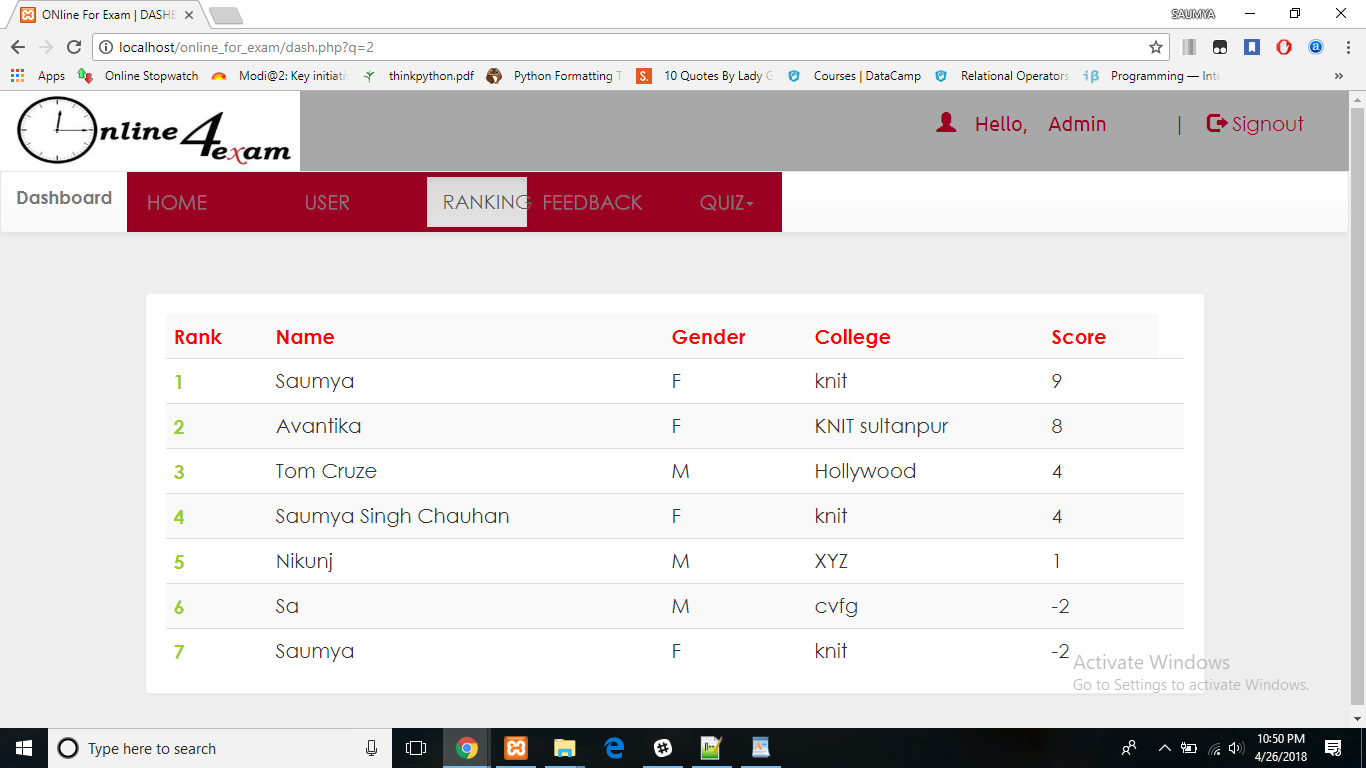 ONline For Exam | DASHB
SAUMYA
localhost/online_for_exam/dash.php?q=2
Apps Online Stopwatch Modi@2: Key initiati thinkpython.pdf Python Formatting T S. 10 Quotes By Lady G Courses | DataCamp Relational Operators iβ Programming — Inte »
Online4exam
Hello, Admin | Signout
Dashboard HOME USER RANKING FEEDBACK QUIZ
Rank Name Gender College Score
1 Saumya F knit 9
2 Avantika F KNIT sultanpur 8
3 Tom Cruze M Hollywood 4
4 Saumya Singh Chauhan F knit 4
5 Nikunj M XYZ 1
6 Sa M cvfg -2
7 Saumya F knit -2
Activate Windows
Go to Settings to activate Windows.
Type here to search
10:50 PM
4/26/2018